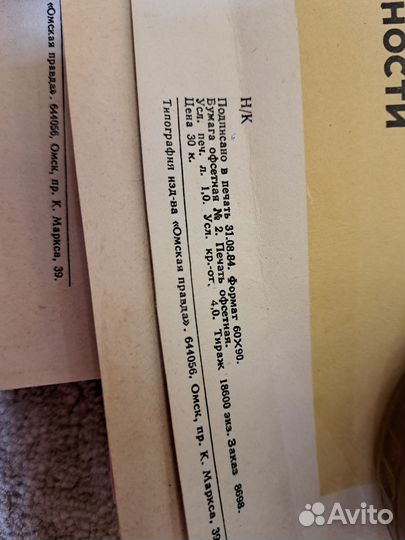 «Омская правда». 644056, Омск, пр. К. Маркса, 39.
Н/К
Подписано в печать 31.08.84. Формат 60×90.
Бумага офсетная № 2. Печать офсетная.
Усл. печ. л. 1,0. Усл. кр.-от. 4,0. Тираж 18600 экз. Заказ 8698.
Цена 30 к.
Типография изд-ва «Омская правда». 644056, Омск, пр. К. Маркса, 39
НОСТИ
Avito